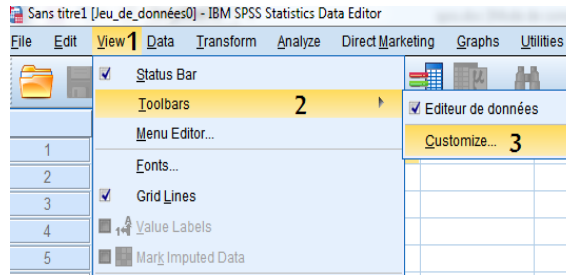 Sans titre1 [Jeu_de_données0] - IBM SPSS Statistics Data Editor
File Edit View 1 Data Transform Analyze Direct Marketing Graphs Utilities
Status Bar
Toolbars 2
Editeur de données
Menu Editor...
Customize... 3
1
Fonts...
2
3
Grid Lines
4
Value Labels
5
Mark Imputed Data